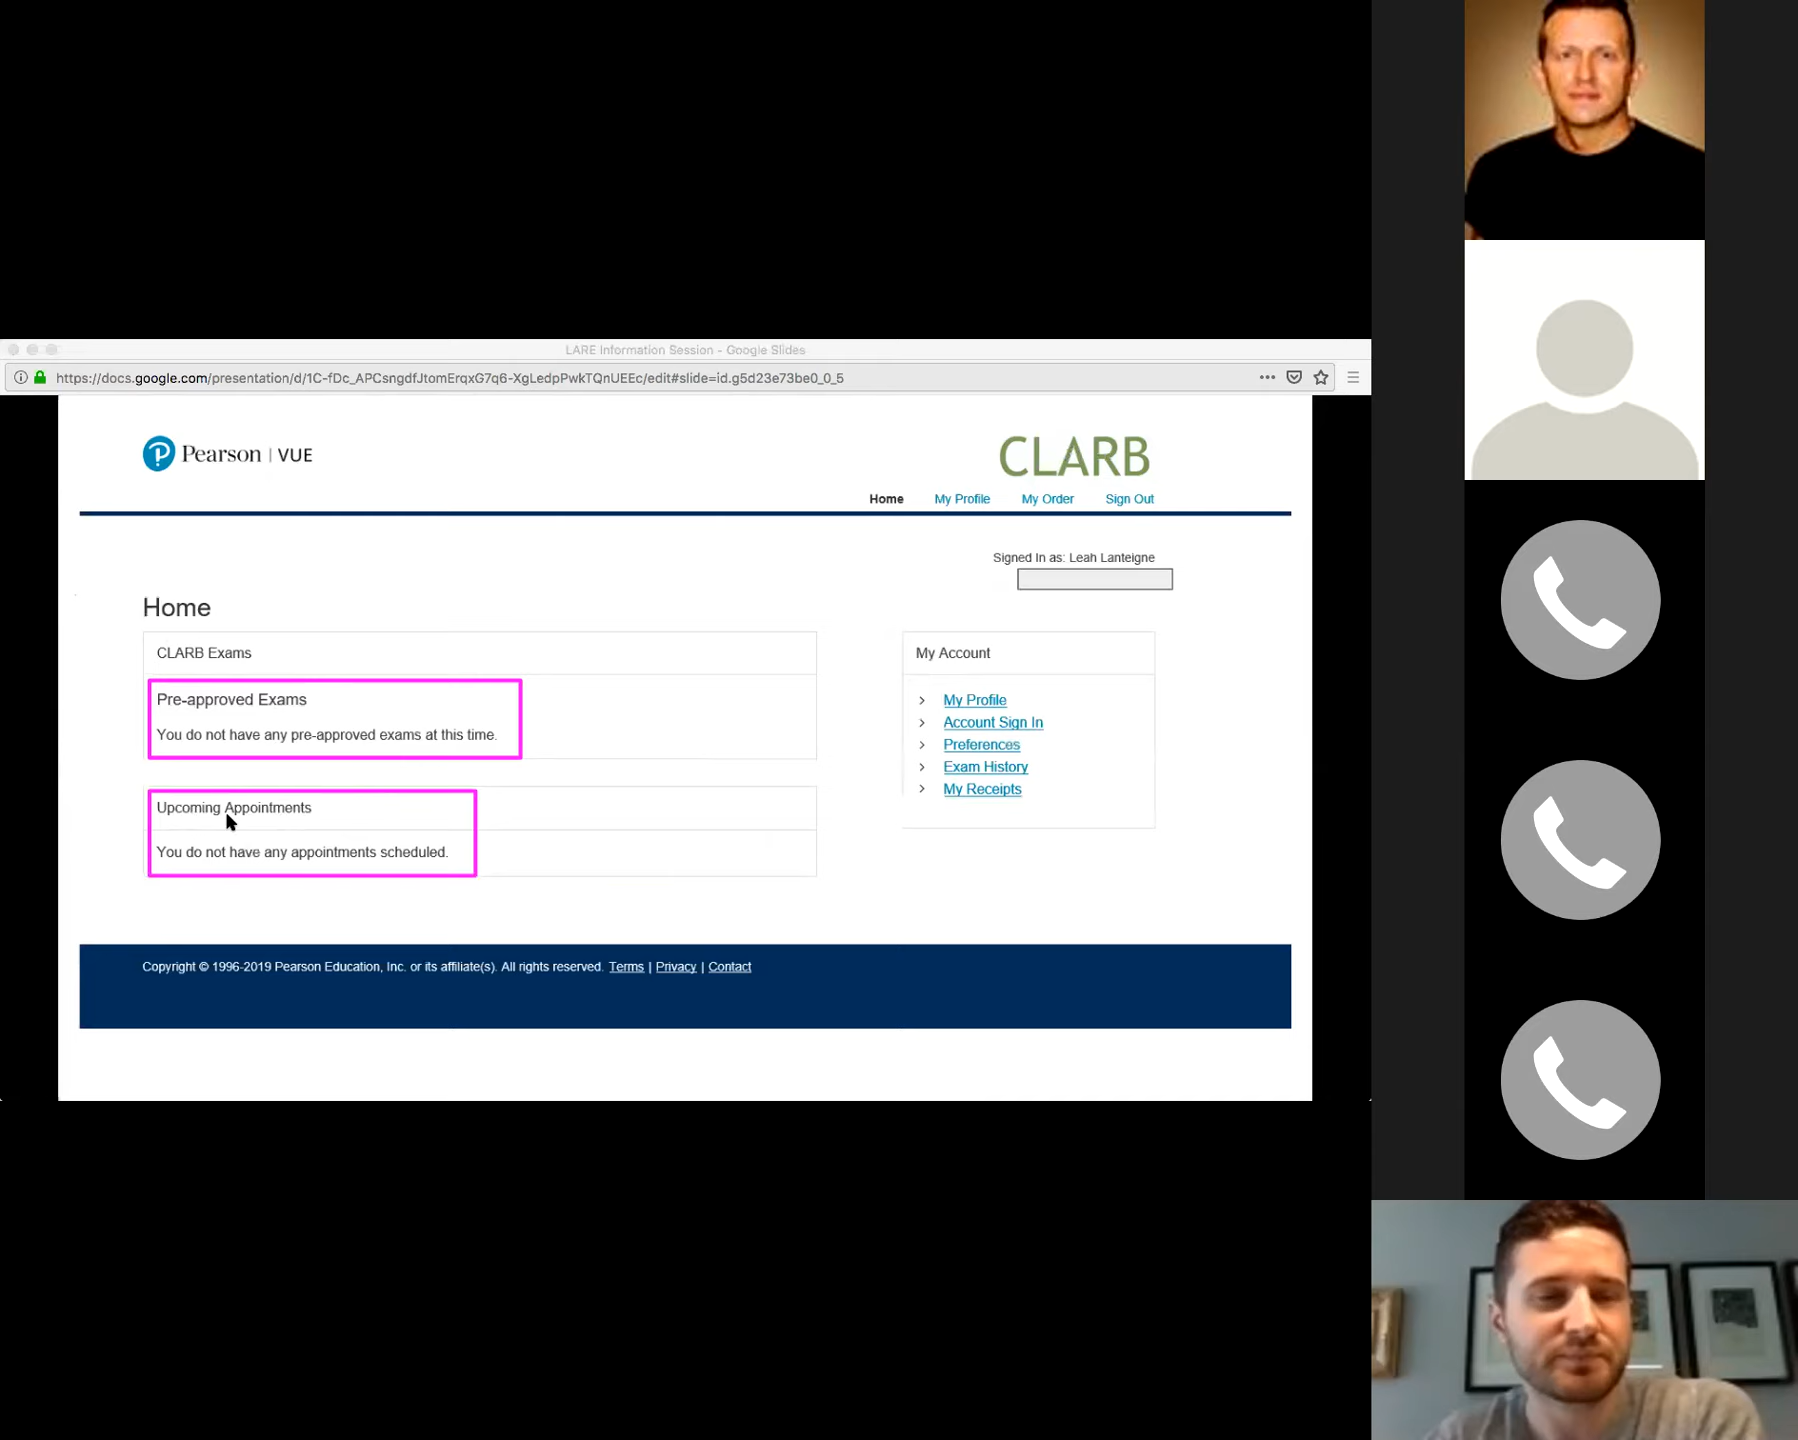 LARE Information Session - Google Slides
https://docs.google.com/presentation/d/1C-fDc_APCsngdfJtomErqxG7q6-XgLedpPwkTQnUEEc/edit#slide=id.g5d23e73be0_0_5
Pearson | VUE
CLARB
Home My Profile My Order Sign Out
Signed In as: Leah Lanteigne
Home
CLARB Exams
Pre-approved Exams
You do not have any pre-approved exams at this time.
Upcoming Appointments
You do not have any appointments scheduled.
My Account
My Profile
Account Sign In
Preferences
Exam History
My Receipts
Copyright © 1996-2019 Pearson Education, Inc. or its affiliate(s). All rights reserved. Terms | Privacy | Contact